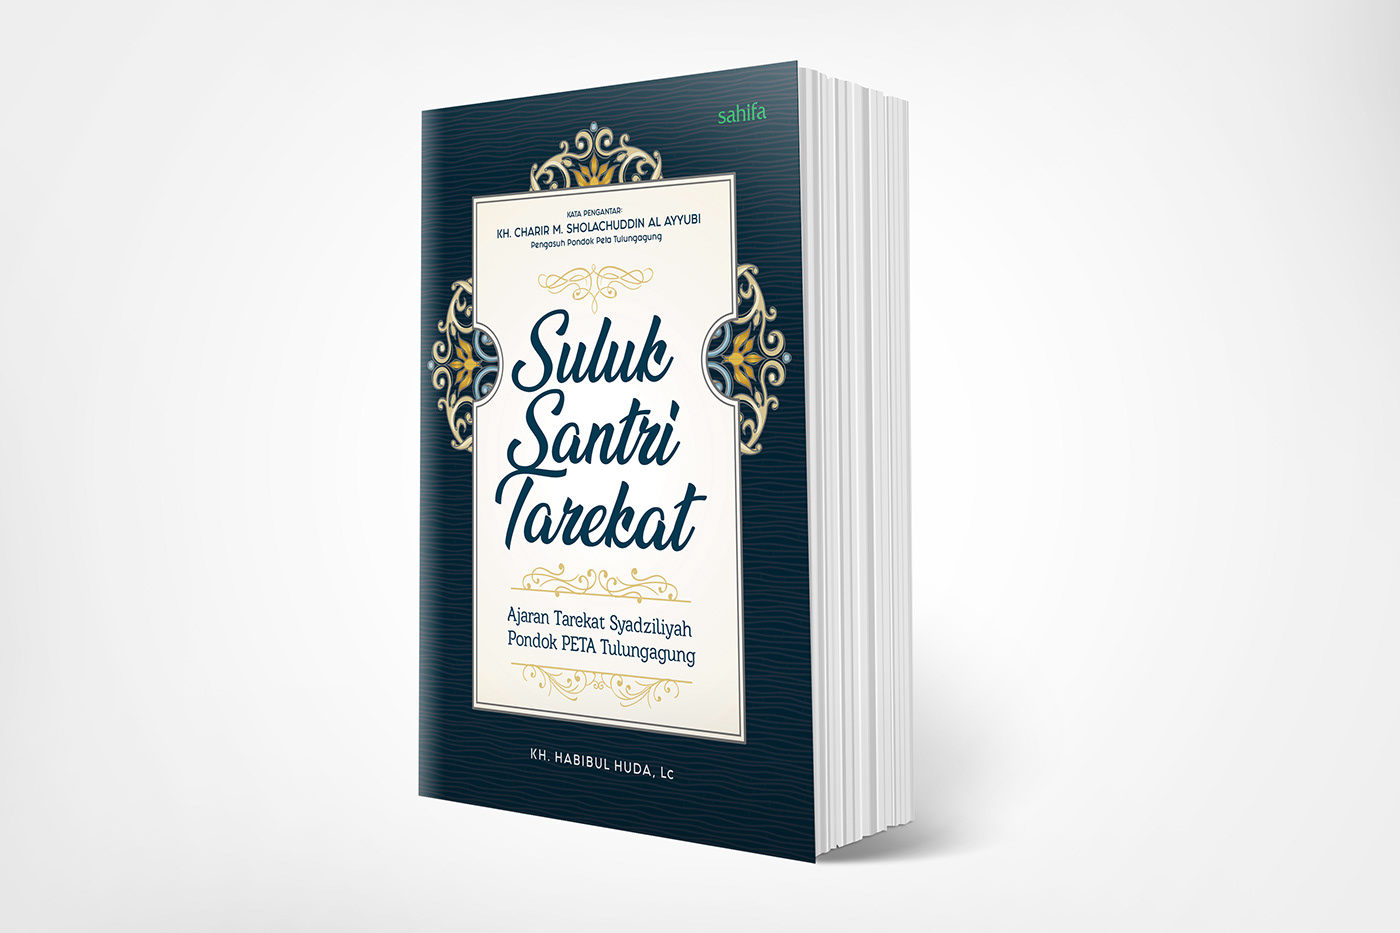 sahifa
KATA PENGANTAR:
KH. CHARIR M. SHOLACHUDDIN AL AYYUBI
Pengasuh Pondok Peta Tulungagung
Suluk
Santri
Tarekat
Ajaran Tarekat Syadziliyah
Pondok PETA Tulungagung
KH. HABIBUL HUDA, Lc